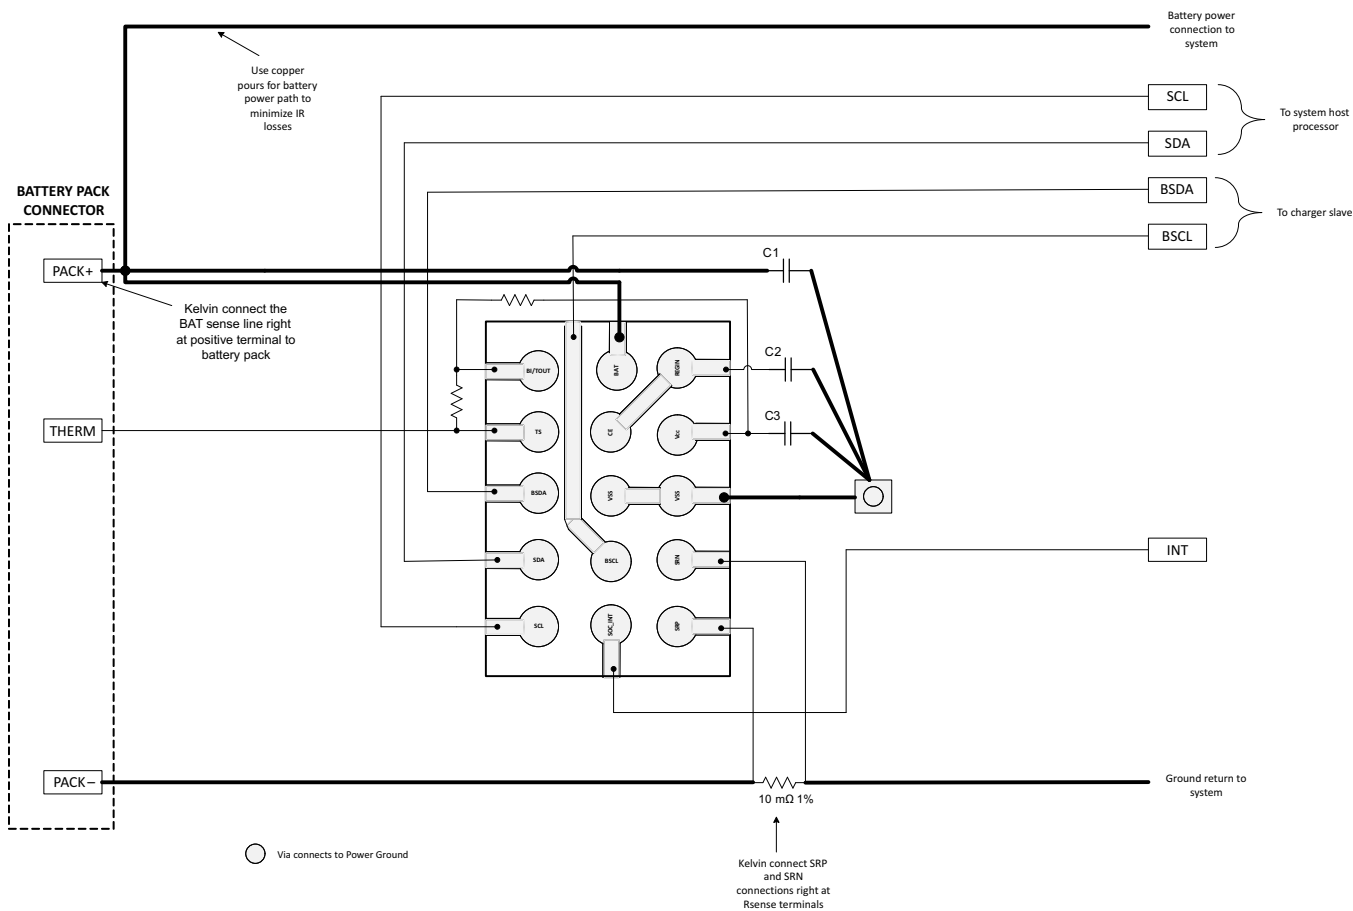 Battery power
connection to
system
Use copper
pours for battery
power path to
minimize IR
losses
SCL
To system host
processor
SDA
BATTERY PACK
CONNECTOR
BSDA
To charger slave
BSCL
C1
PACK+
Kelvin connect the
BAT sense line right
at positive terminal to
battery pack
C2
BI/TOUT
BAT
REGIN
C3
THERM
TS
CE
Vcc
BSDA
VSS
VSS
INT
SDA
BSCL
SRN
SCL
SOC_INT
SRP
PACK–
Ground return to
system
10 mΩ 1%
Via connects to Power Ground
Kelvin connect SRP
and SRN
connections right at
Rsense terminals